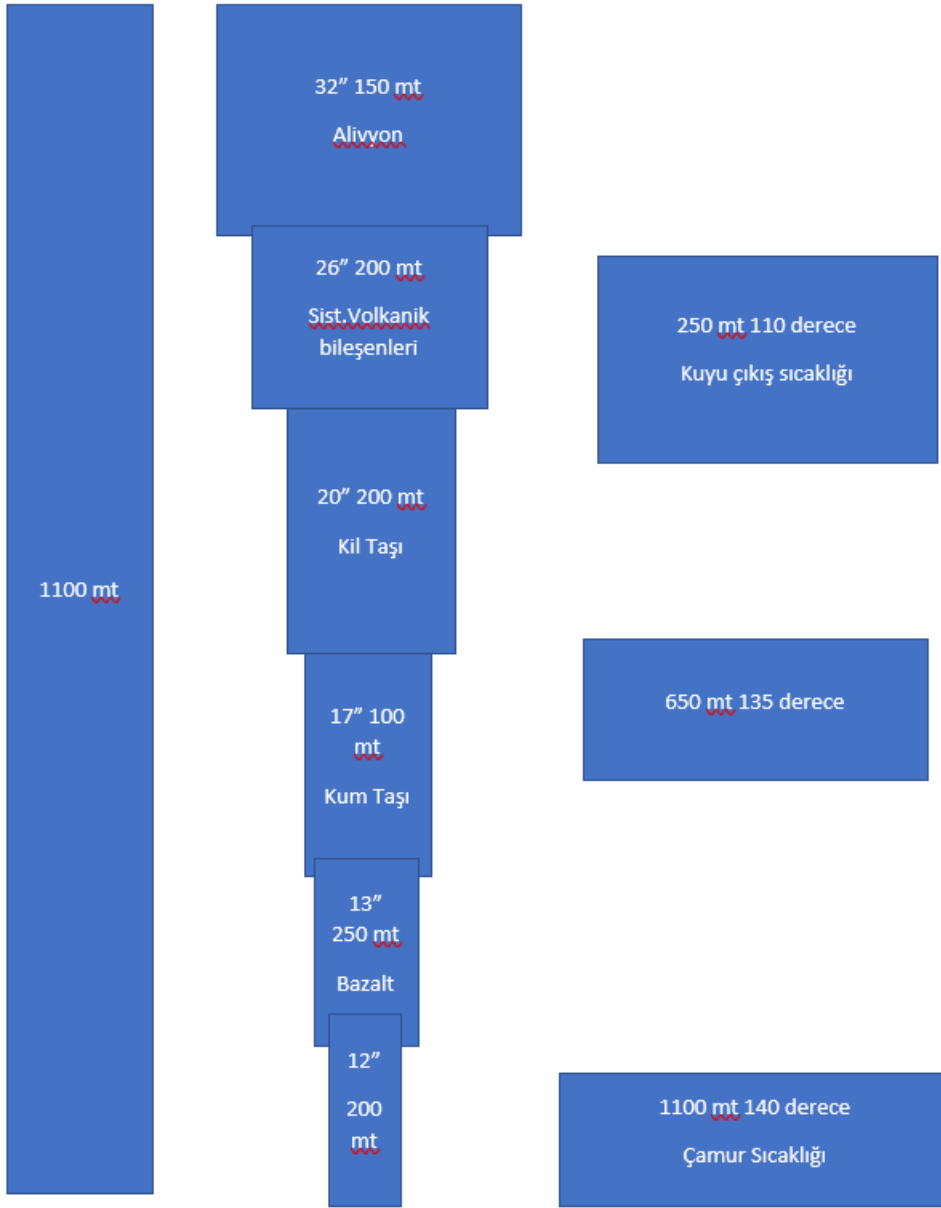 1100 mt
32” 150 mt
Alivyon
26” 200 mt
Sist.Volkanik
bileşenleri
250 mt 110 derece
Kuyu çıkış sıcaklığı
20” 200 mt
Kil Taşı
17” 100
mt
Kum Taşı
650 mt 135 derece
13”
250 mt
Bazalt
12”
200
mt
1100 mt 140 derece
Çamur Sıcaklığı